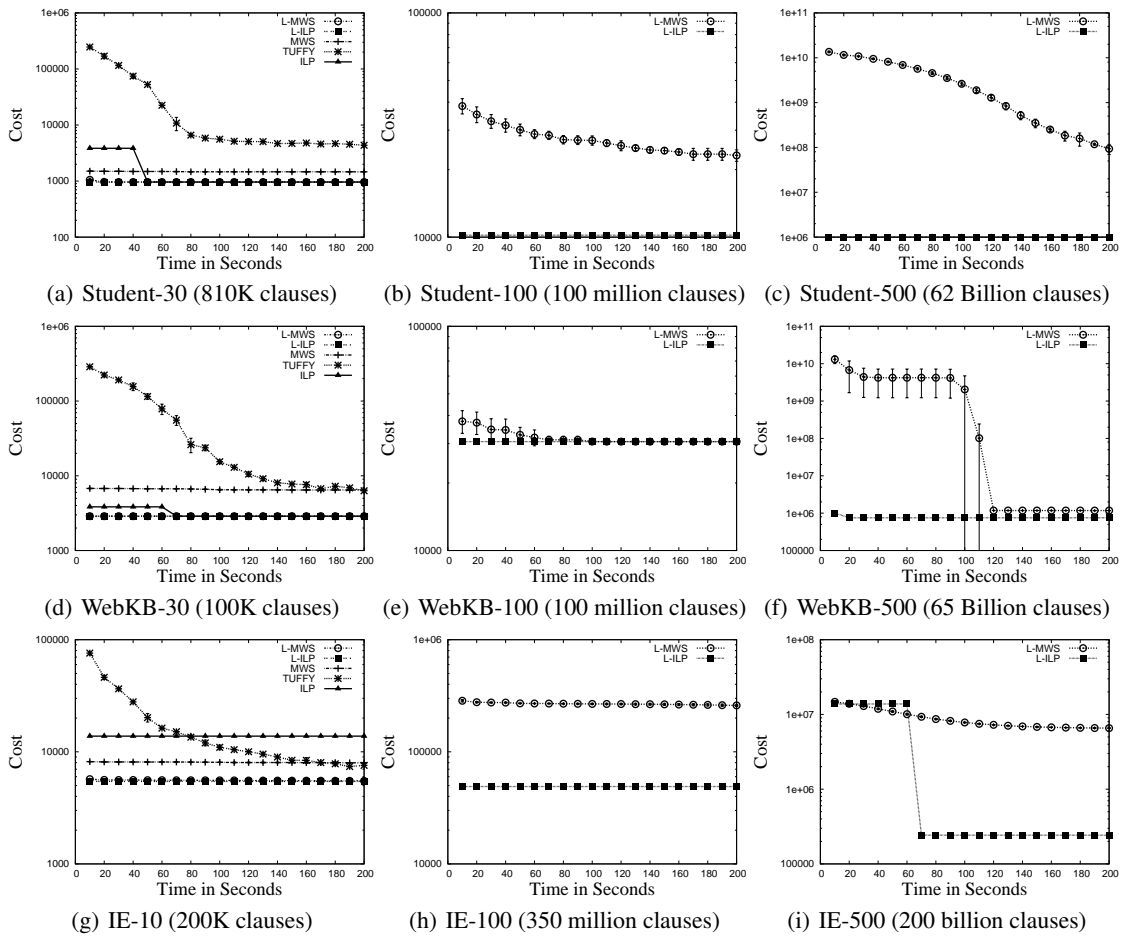 1e+06
100000
10000
1000
100
Cost
0 20 40 60 80 100 120 140 160 180 200
Time in Seconds
L-MWS
L-ILP
MWS
TUFFY
ILP
(a) Student-30 (810K clauses)
100000
10000
Cost
0 20 40 60 80 100 120 140 160 180 200
Time in Seconds
L-MWS
L-ILP
(b) Student-100 (100 million clauses)
1e+11
1e+10
1e+09
1e+08
1e+07
1e+06
Cost
0 20 40 60 80 100 120 140 160 180 200
Time in Seconds
L-MWS
L-ILP
(c) Student-500 (62 Billion clauses)
1e+06
100000
10000
1000
Cost
0 20 40 60 80 100 120 140 160 180 200
Time in Seconds
L-MWS
L-ILP
MWS
TUFFY
ILP
(d) WebKB-30 (100K clauses)
100000
10000
Cost
0 20 40 60 80 100 120 140 160 180 200
Time in Seconds
L-MWS
L-ILP
(e) WebKB-100 (100 million clauses)
1e+11
1e+10
1e+09
1e+08
1e+07
1e+06
100000
Cost
0 20 40 60 80 100 120 140 160 180 200
Time in Seconds
L-MWS
L-ILP
(f) WebKB-500 (65 Billion clauses)
100000
10000
1000
Cost
0 20 40 60 80 100 120 140 160 180 200
Time in Seconds
L-MWS
L-ILP
MWS
TUFFY
ILP
(g) IE-10 (200K clauses)
1e+06
100000
10000
Cost
0 20 40 60 80 100 120 140 160 180 200
Time in Seconds
L-MWS
L-ILP
(h) IE-100 (350 million clauses)
1e+08
1e+07
1e+06
100000
Cost
0 20 40 60 80 100 120 140 160 180 200
Time in Seconds
L-MWS
L-ILP
(i) IE-500 (200 billion clauses)